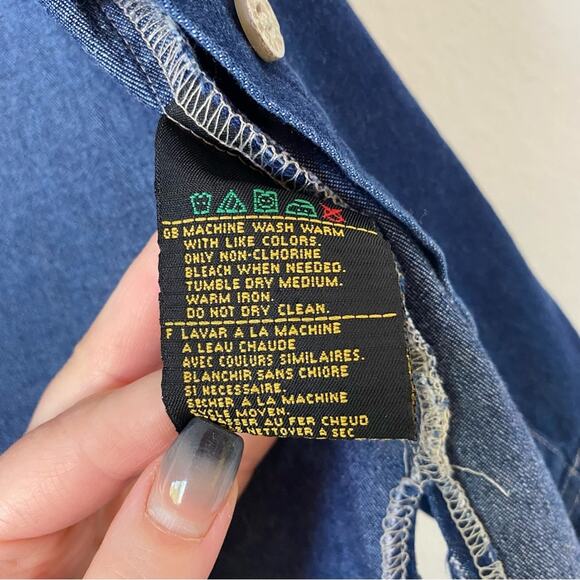 GB MACHINE WASH WARM
WITH LIKE COLORS.
ONLY NON-CLHORINE
BLEACH WHEN NEEDED.
TUMBLE DRY MEDIUM.
WARM IRON.
DO NOT DRY CLEAN.
F LAVAR A LA MACHINE
A LEAU CHAUDE
AVEC COULURS SIMILAIRES.
BLANCHIR SANS CHIORE
SI NECESSAIRE.
SECHER A LA MACHINE
CYCLE MOYEN.
AU FER CHEUD
NETTOYER A SEC